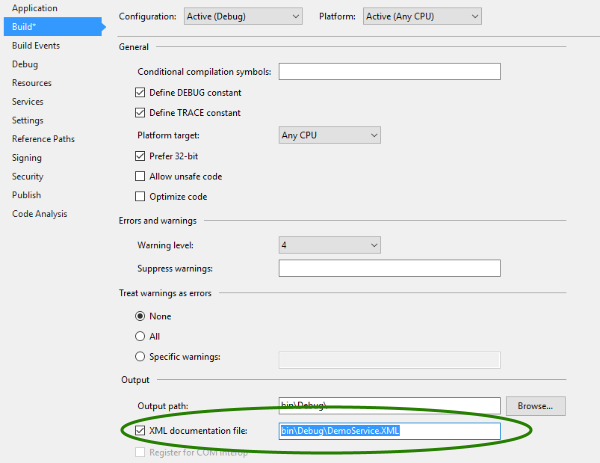 Application
Build*
Build Events
Debug
Resources
Services
Settings
Reference Paths
Signing
Security
Publish
Code Analysis
Configuration: Active (Debug) Platform: Active (Any CPU)
General
Conditional compilation symbols:
Define DEBUG constant
Define TRACE constant
Platform target: Any CPU
Prefer 32-bit
Allow unsafe code
Optimize code
Errors and warnings
Warning level: 4
Suppress warnings:
Treat warnings as errors
None
All
Specific warnings:
Output
Output path: bin\Debug\ Browse...
XML documentation file: bin\Debug\DemoService.XML
Register for COM interop